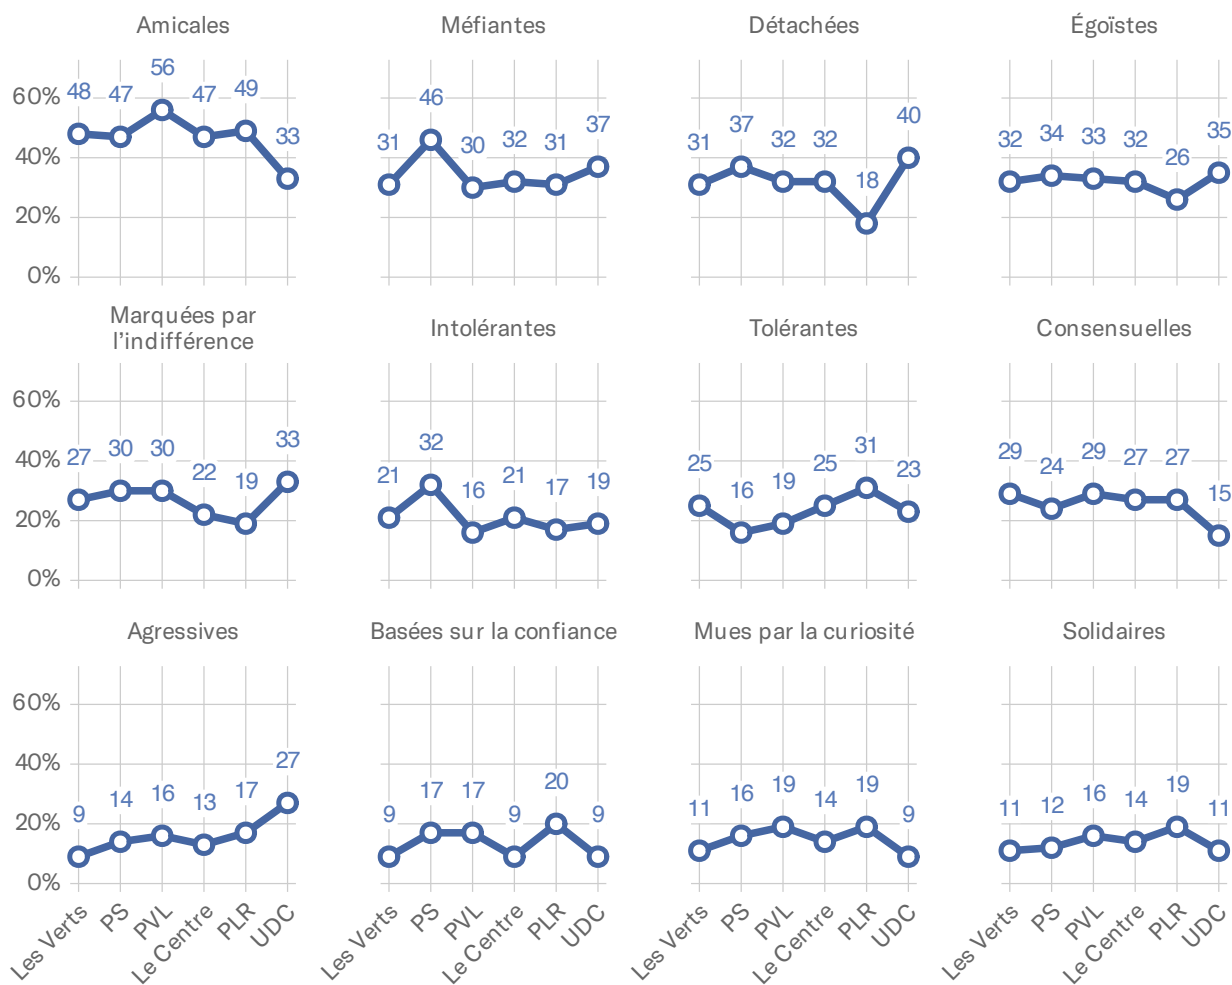 Amicales
Méfiantes
Détachées
Égoïstes
60%
40%
20%
0%
48 47 56 47 49 33
31 46 30 32 31 37
31 37 32 32 18 40
32 34 33 32 26 35
Marquées par
l’indifférence
Intolérantes
Tolérantes
Consensuelles
60%
40%
20%
0%
27 30 30 22 19 33
21 32 16 21 17 19
25 16 19 25 31 23
29 24 29 27 27 15
Agressives
Basées sur la confiance
Mues par la curiosité
Solidaires
60%
40%
20%
0%
9 14 16 13 17 27
9 17 17 9 20 9
11 16 19 14 19 9
11 12 16 14 19 11
Les Verts PS PVL Le Centre PLR UDC
Les Verts PS PVL Le Centre PLR UDC
Les Verts PS PVL Le Centre PLR UDC
Les Verts PS PVL Le Centre PLR UDC